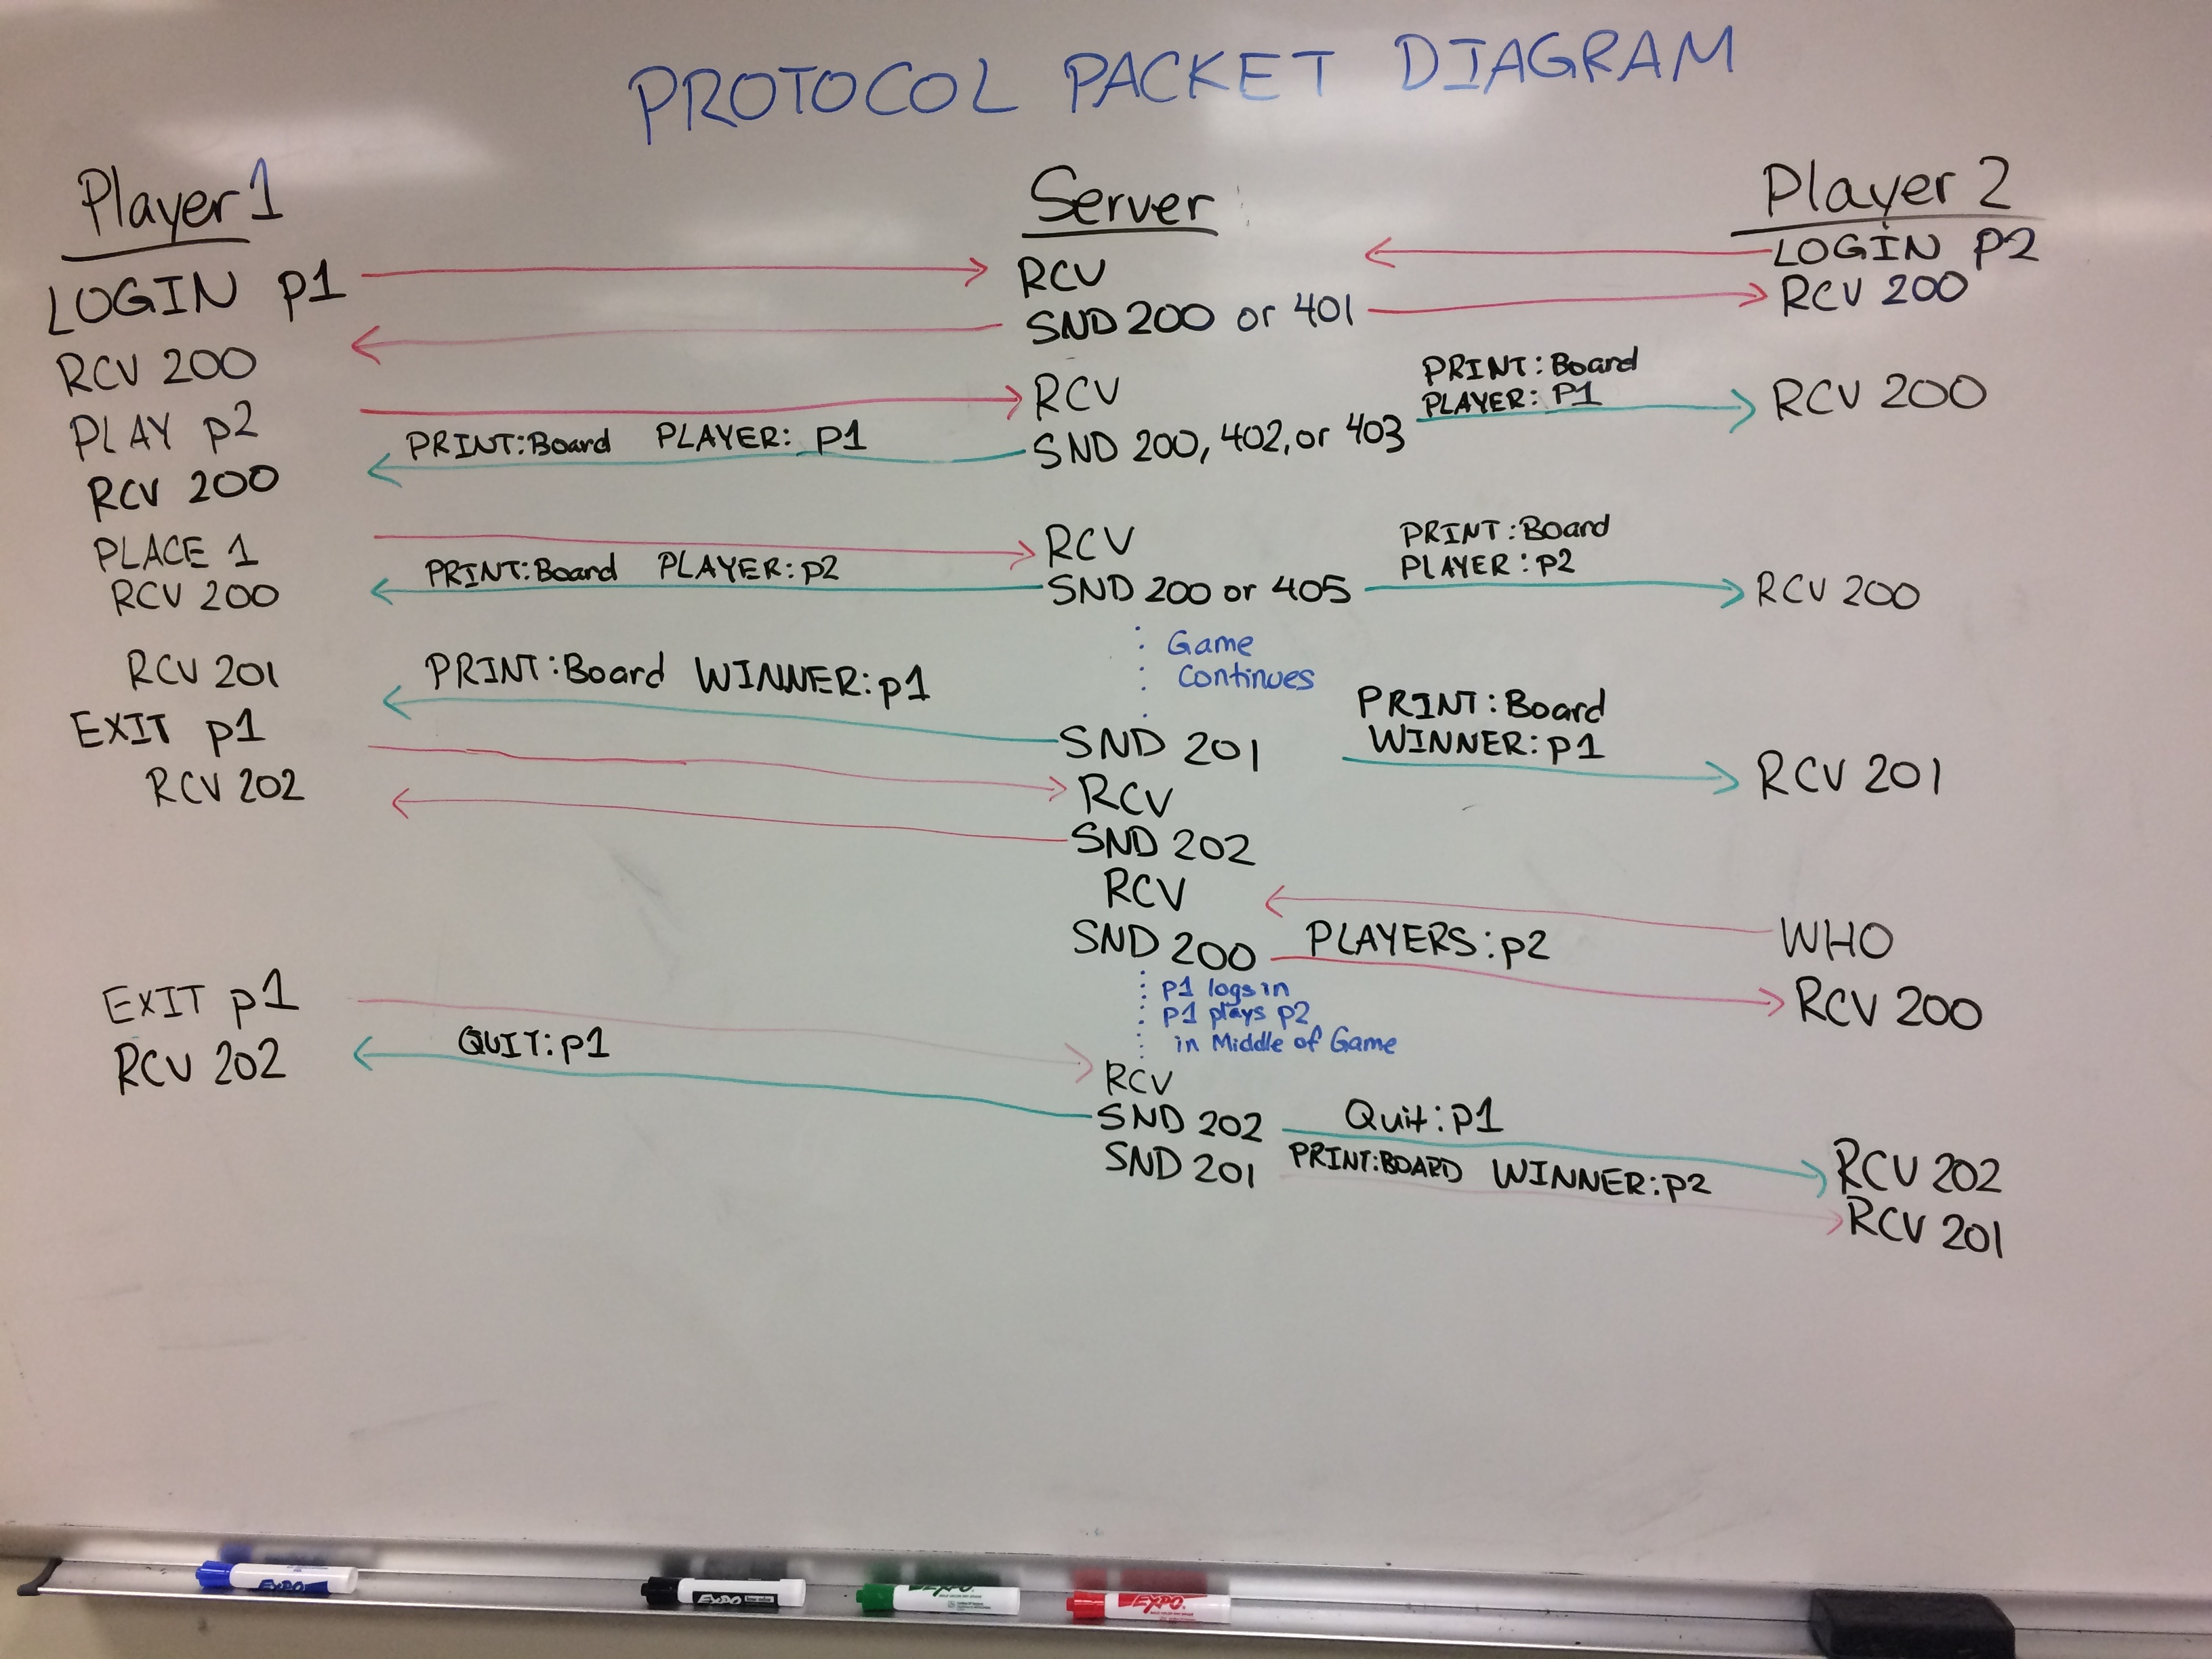 PROTOCOL PACKET DIAGRAM
Player 1
Server
Player 2
LOGIN p1
RCV
LOGIN p2
SND 200 or 401
RCV 200
RCV 200
PLAY p2
RCV
PRINT:Board
PLAYER: P1
RCV 200
PRINT:Board PLAYER: p1
SND 200, 402, or 403
RCV 200
PLACE 1
RCV
PRINT:Board
PLAYER:p2
RCV 200
PRINT:Board PLAYER:p2
SND 200 or 405
RCV 200
Game
Continues
RCV 201
PRINT:Board WINNER:p1
SND 201
PRINT:Board
WINNER:p1
RCV 201
EXIT p1
RCV
RCV 202
SND 202
RCV
WHO
SND 200
PLAYERS:p2
RCV 200
p1 logs in
p1 plays p2
in Middle of Game
EXIT p1
RCV
RCV 202
QUIT:p1
SND 202
Quit:p1
RCV 202
SND 201
PRINT:BOARD WINNER:p2
RCV 201
EXPO
EXPO
EXPO
EXPO